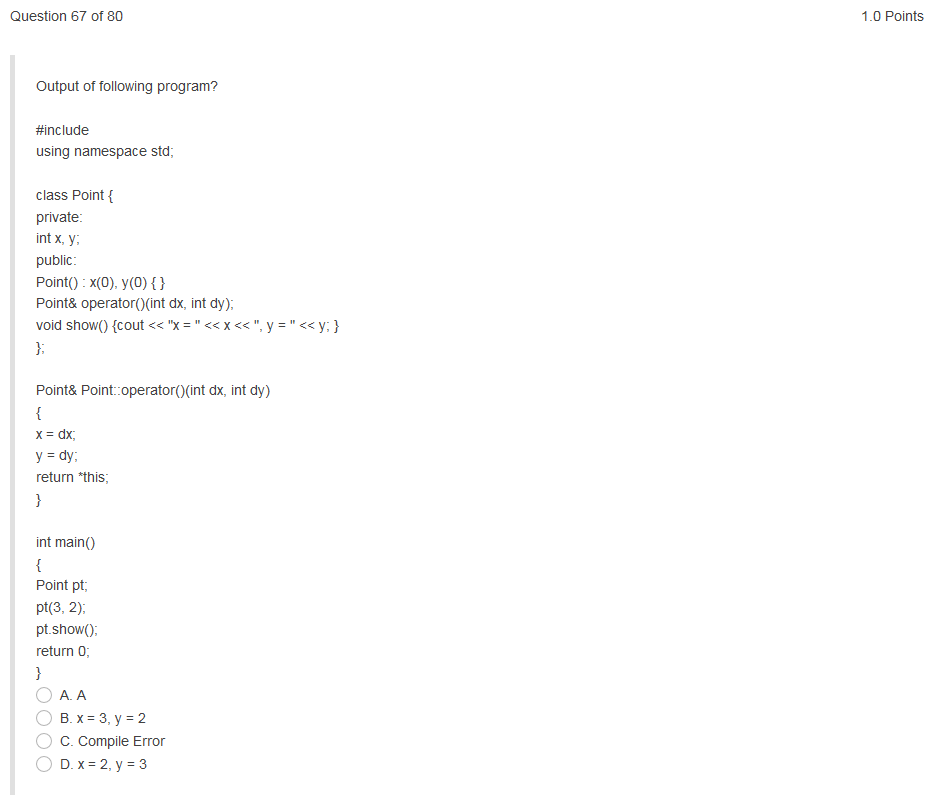 Question 67 of 80
1.0 Points
Output of following program?
#include
using namespace std;
class Point {
private:
int x, y;
public:
Point() : x(0), y(0) { }
Point& operator()(int dx, int dy);
void show() {cout << "x = " << x << ", y = " << y; }
};
Point& Point::operator()(int dx, int dy)
{
x = dx;
y = dy;
return *this;
}
int main()
{
Point pt;
pt(3, 2);
pt.show();
return 0;
}
A. A
B. x = 3, y = 2
C. Compile Error
D. x = 2, y = 3